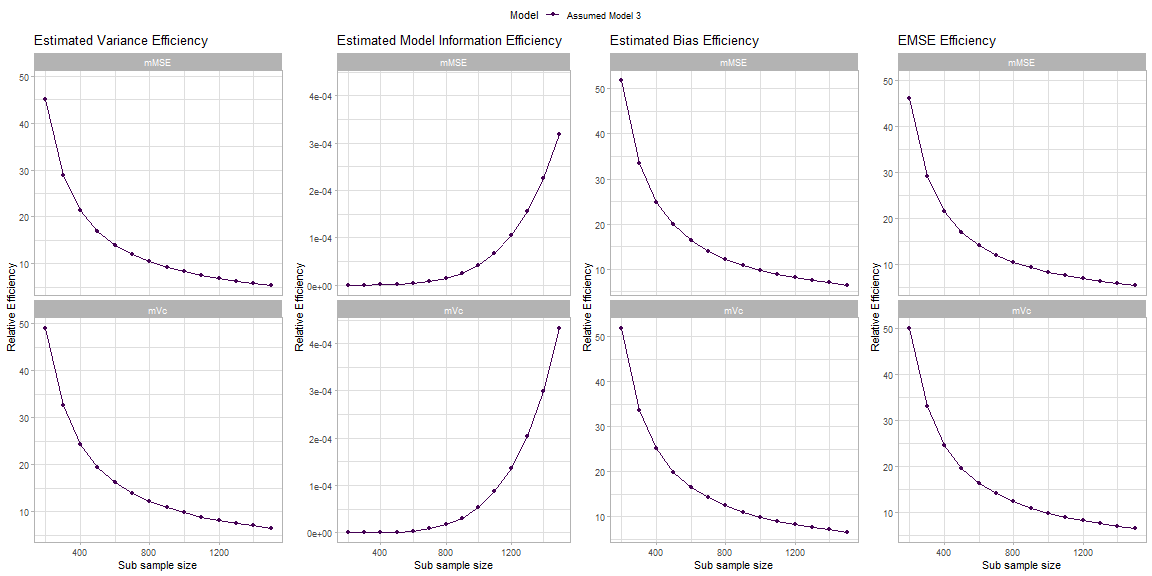 Model Assumed Model 3
Estimated Variance Efficiency
mMSE
50
40
30
20
10
mVc
50
40
30
20
10
400 800 1200
Relative Efficiency
Sub sample size
Estimated Model Information Efficiency
mMSE
4e-04
3e-04
2e-04
1e-04
0e+00
mVc
4e-04
3e-04
2e-04
1e-04
0e+00
400 800 1200
Relative Efficiency
Sub sample size
Estimated Bias Efficiency
mMSE
50
40
30
20
10
mVc
50
40
30
20
10
400 800 1200
Relative Efficiency
Sub sample size
EMSE Efficiency
mMSE
50
40
30
20
10
mVc
50
40
30
20
10
400 800 1200
Relative Efficiency
Sub sample size